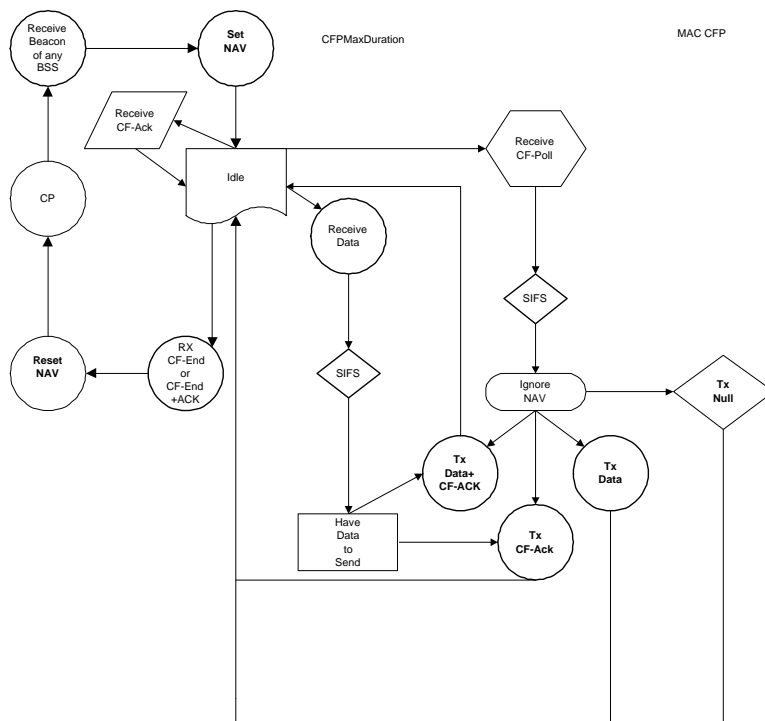 Receive
Beacon
of any
BSS
Set
NAV
CFPMaxDuration
MAC CFP
Receive
CF-Ack
Receive
CF-Poll
Idle
CP
Receive
Data
SIFS
RX
CF-End
or
CF-End
+ACK
Reset
NAV
SIFS
Ignore
NAV
Tx
Null
Tx
Data+
CF-ACK
Tx
Data
Have
Data
to
Send
Tx
CF-Ack